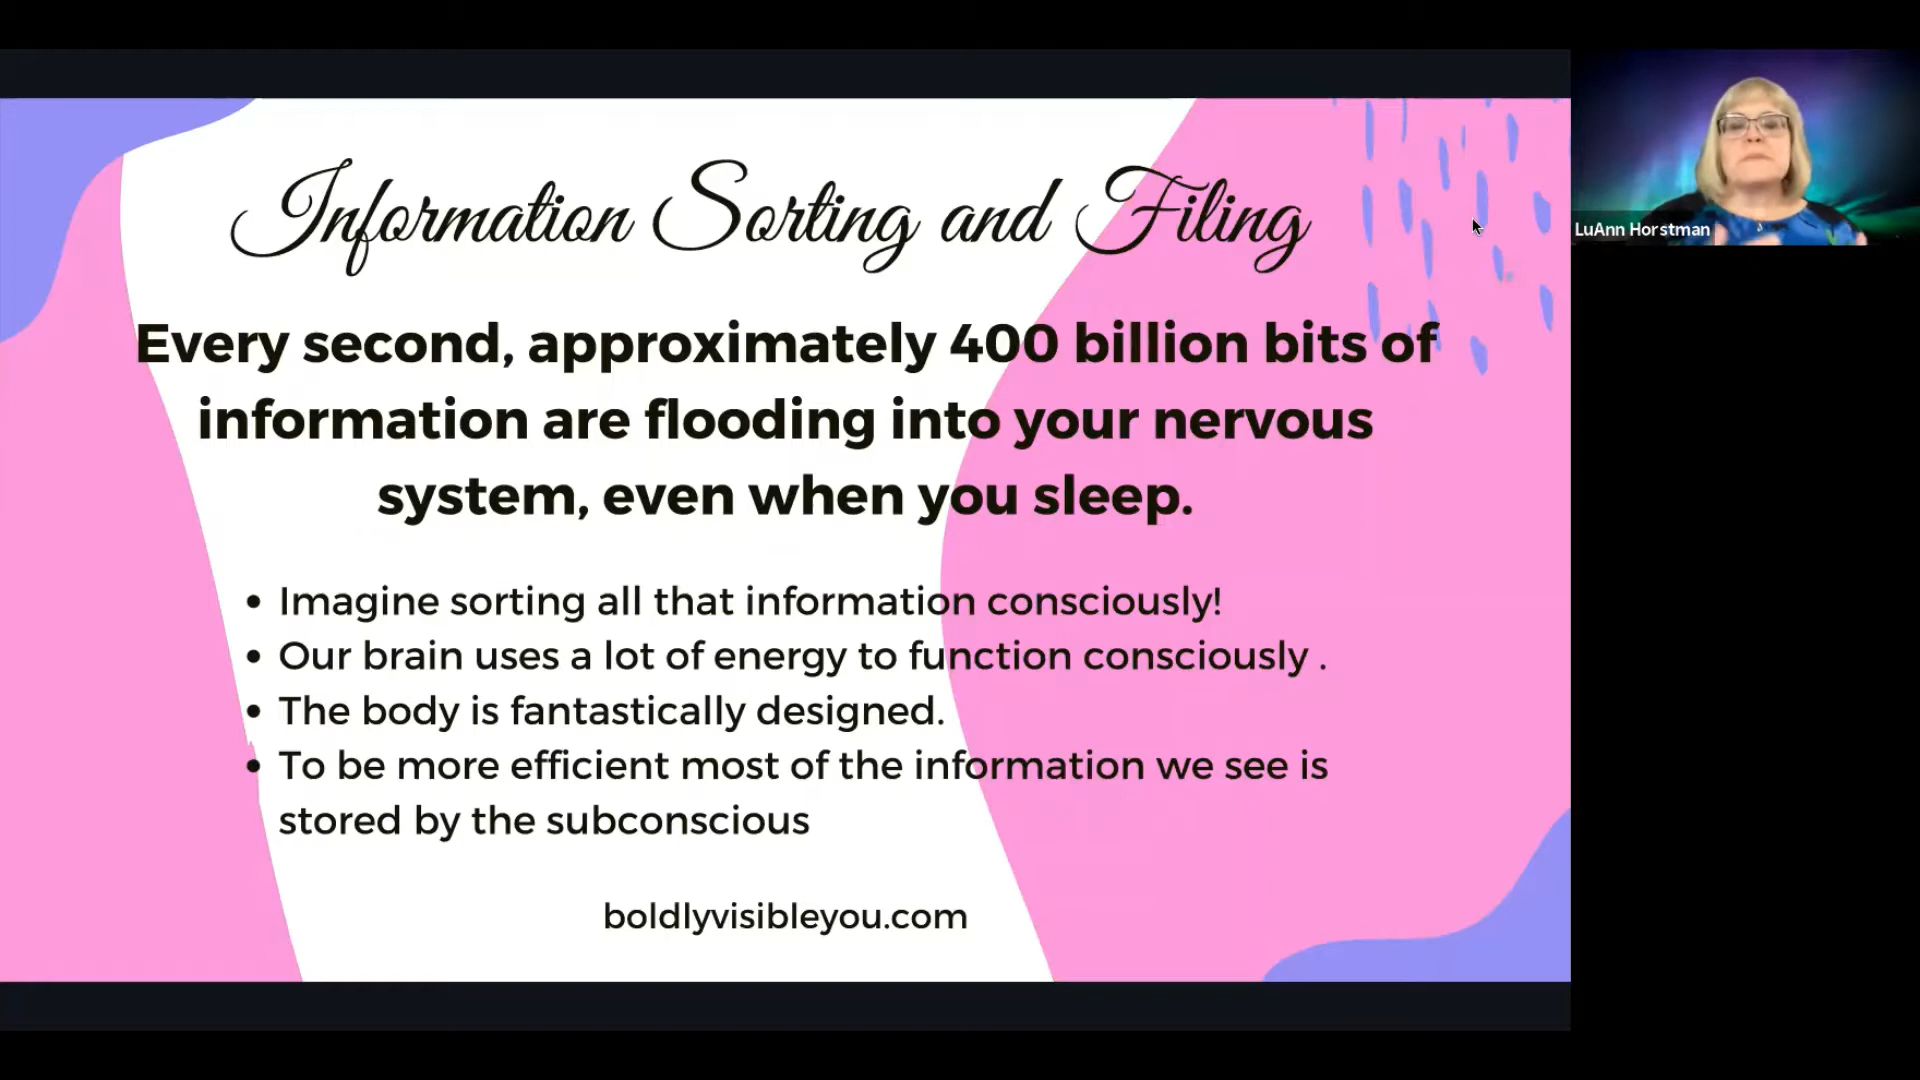 Information Sorting and Filing
Every second, approximately 400 billion bits of
information are flooding into your nervous
system, even when you sleep.
• Imagine sorting all that information consciously!
• Our brain uses a lot of energy to function consciously .
• The body is fantastically designed.
• To be more efficient most of the information we see is
stored by the subconscious
boldlyvisibleyou.com
LuAnn Horstman